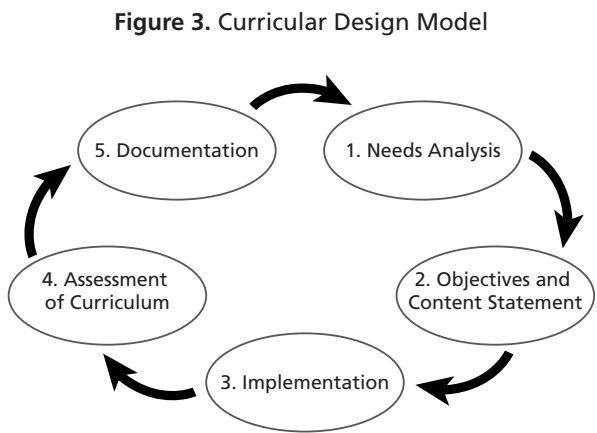 Figure 3. Curricular Design Model
5. Documentation
1. Needs Analysis
4. Assessment
of Curriculum
2. Objectives and
Content Statement
3. Implementation